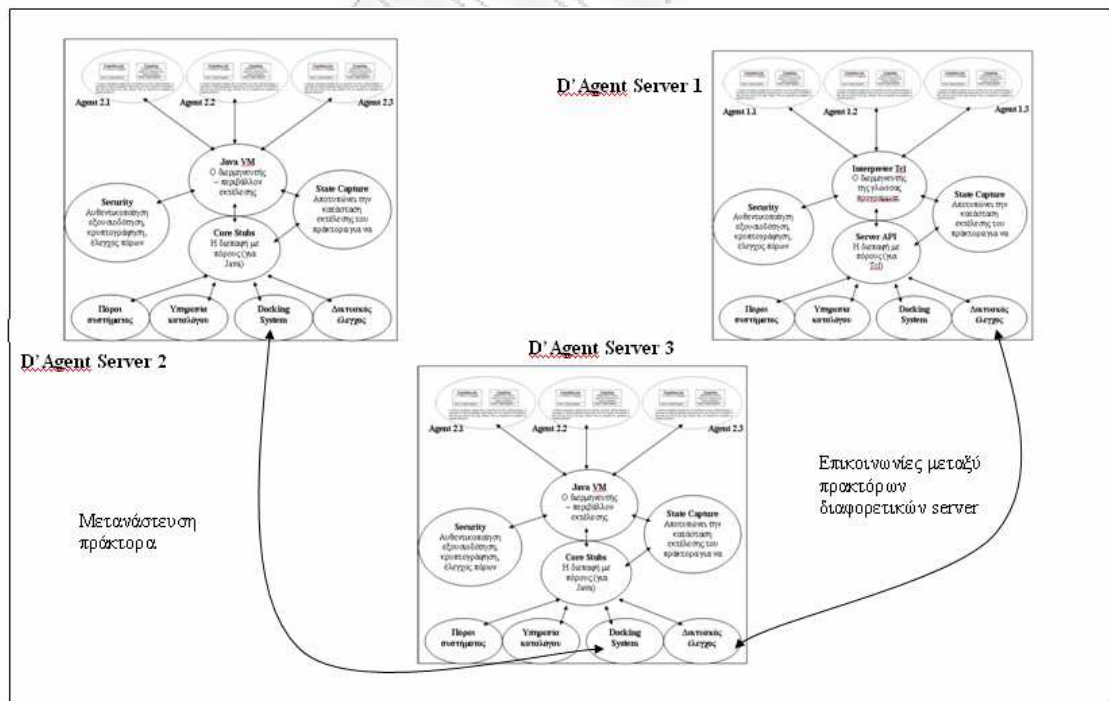 D'Agent Server 1
Agent 2.1
Agent 2.2
Agent 2.3
Java VM
Ο διερμηνευτής
– περιβάλλον
εκτέλεσης
Security
Αυθεντικοποίηση
εξουσιοδότηση,
κρυπτογράφηση,
έλεγχος πόρων
State Capture
Αποτυπώνει την
κατάσταση
εκτέλεσης του
πράκτορα για να
Core Stubs
Η διεπαφή με
πόρους (για
Java)
Πόροι
συστήματος
Υπηρεσία
καταλόγου
Docking
System
Δικτυακός
έλεγχος
D'Agent Server 2
Agent 1.1
Agent 1.2
Agent 1.3
Interpreter Tcl
Ο διερμηνευτής
της γλώσσας
προγραμματ.
Security
Αυθεντικοποίηση
εξουσιοδότηση,
κρυπτογράφηση,
έλεγχος πόρων
State Capture
Αποτυπώνει την
κατάσταση
εκτέλεσης του
πράκτορα για να
Server API
Η διεπαφή με
πόρους (για
Tcl)
Πόροι
συστήματος
Υπηρεσία
καταλόγου
Docking
System
Δικτυακός
έλεγχος
D'Agent Server 3
Agent 2.1
Agent 2.2
Agent 2.3
Java VM
Ο διερμηνευτής
– περιβάλλον
εκτέλεσης
Security
Αυθεντικοποίηση
εξουσιοδότηση,
κρυπτογράφηση,
έλεγχος πόρων
State Capture
Αποτυπώνει την
κατάσταση
εκτέλεσης του
πράκτορα για να
Core Stubs
Η διεπαφή με
πόρους (για
Java)
Πόροι
συστήματος
Υπηρεσία
καταλόγου
Docking
System
Δικτυακός
έλεγχος
Μετανάστευση
πράκτορα
Επικοινωνίες μεταξύ
πρακτόρων
διαφορετικών server